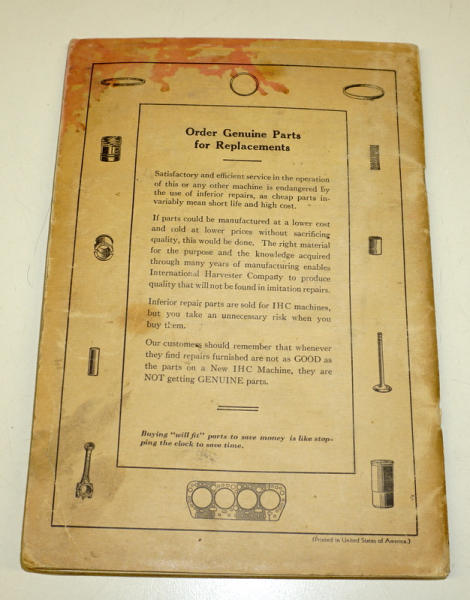 Order Genuine Parts
for Replacements
Satisfactory and efficient service in the operation
of this or any other machine is endangered by
the use of inferior repairs, as cheap parts in-
variably mean short life and high cost.
If parts could be manufactured at a lower cost
and sold at lower prices without sacrificing
quality, this would be done. The right material
for the purpose and the knowledge acquired
through many years of manufacturing enables
International Harvester Company to produce
quality that will not be found in imitation repairs.
Inferior repair parts are sold for IHC machines,
but you take an unnecessary risk when you
buy them.
Our customers should remember that whenever
they find repairs furnished are not as GOOD as
the parts on a New IHC Machine, they are
NOT getting GENUINE parts.
Buying "will fit" parts to save money is like stop-
ping the clock to save time.
(Printed in United States of America.)